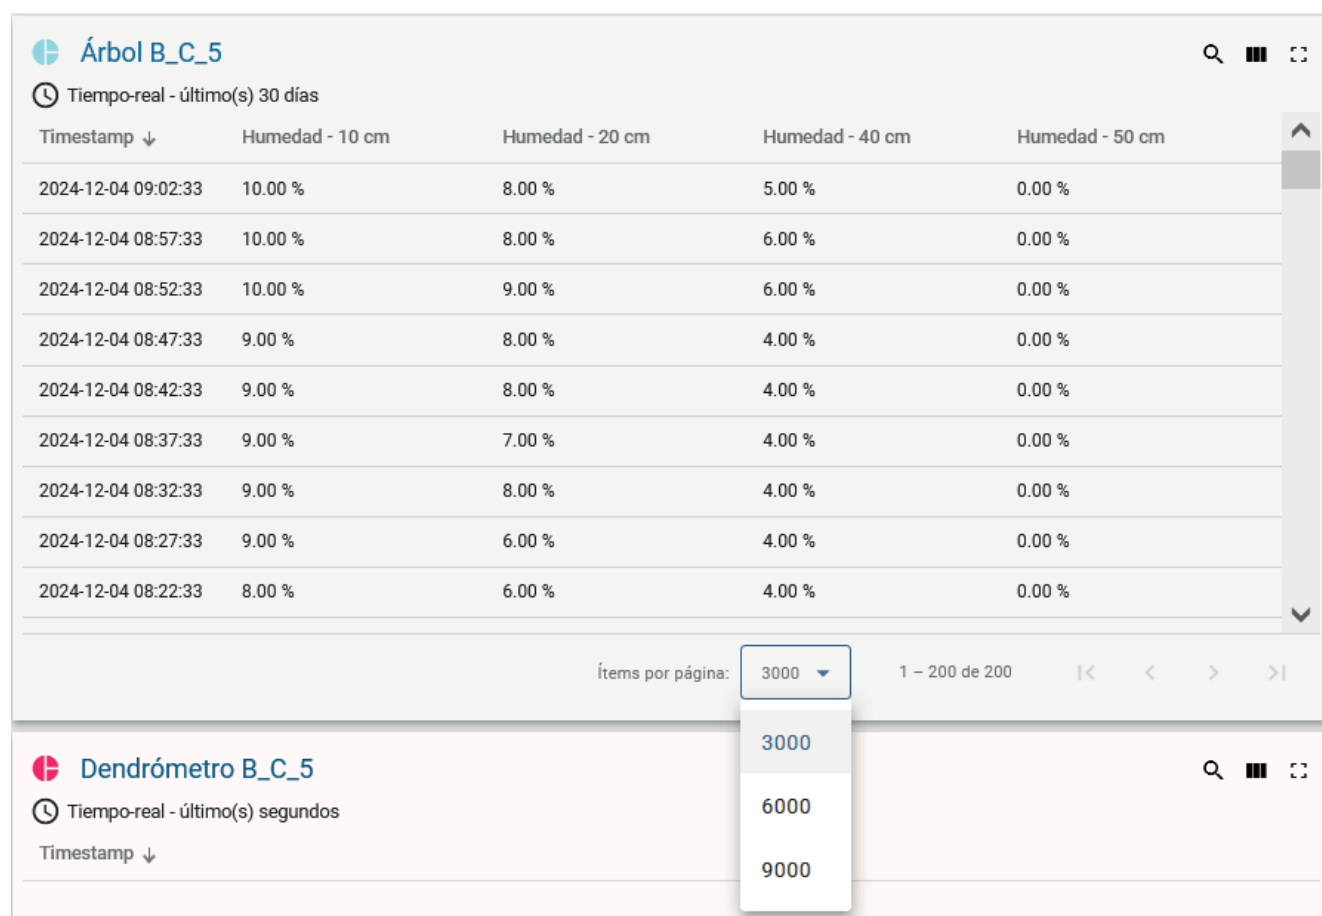 Árbol B_C_5
Tiempo-real - último(s) 30 días
Timestamp ↓ Humedad - 10 cm Humedad - 20 cm Humedad - 40 cm Humedad - 50 cm
2024-12-04 09:02:33 10.00 % 8.00 % 5.00 % 0.00 %
2024-12-04 08:57:33 10.00 % 8.00 % 6.00 % 0.00 %
2024-12-04 08:52:33 10.00 % 9.00 % 6.00 % 0.00 %
2024-12-04 08:47:33 9.00 % 8.00 % 4.00 % 0.00 %
2024-12-04 08:42:33 9.00 % 8.00 % 4.00 % 0.00 %
2024-12-04 08:37:33 9.00 % 7.00 % 4.00 % 0.00 %
2024-12-04 08:32:33 9.00 % 8.00 % 4.00 % 0.00 %
2024-12-04 08:27:33 9.00 % 6.00 % 4.00 % 0.00 %
2024-12-04 08:22:33 8.00 % 6.00 % 4.00 % 0.00 %
Ítems por página: 3000 1 – 200 de 200
3000
6000
9000
Dendrómetro B_C_5
Tiempo-real - último(s) segundos
Timestamp ↓